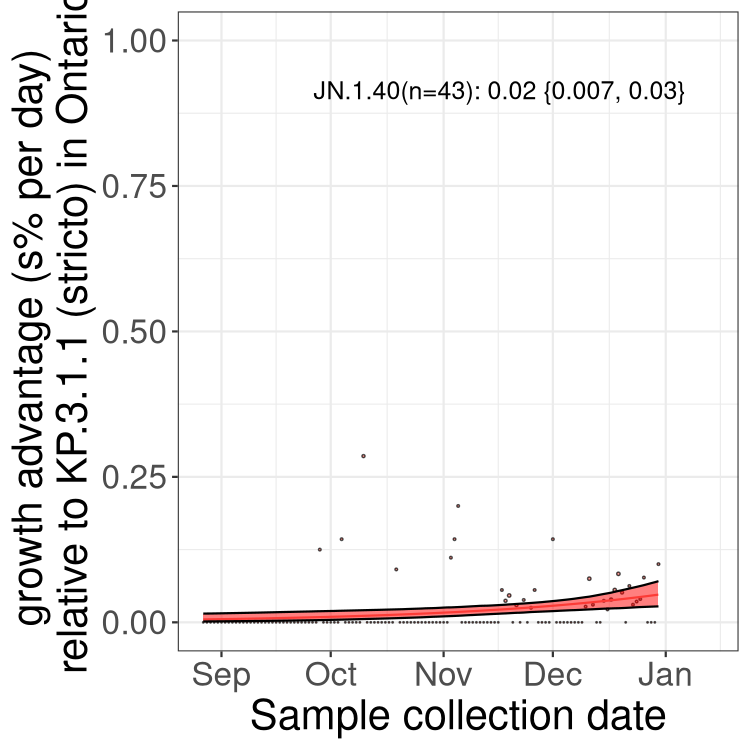 growth advantage (s% per day)
relative to KP.3.1.1 (stricto) in Ontario
1.00
0.75
0.50
0.25
0.00
JN.1.40(n=43): 0.02 {0.007, 0.03}
Sep Oct Nov Dec Jan
Sample collection date